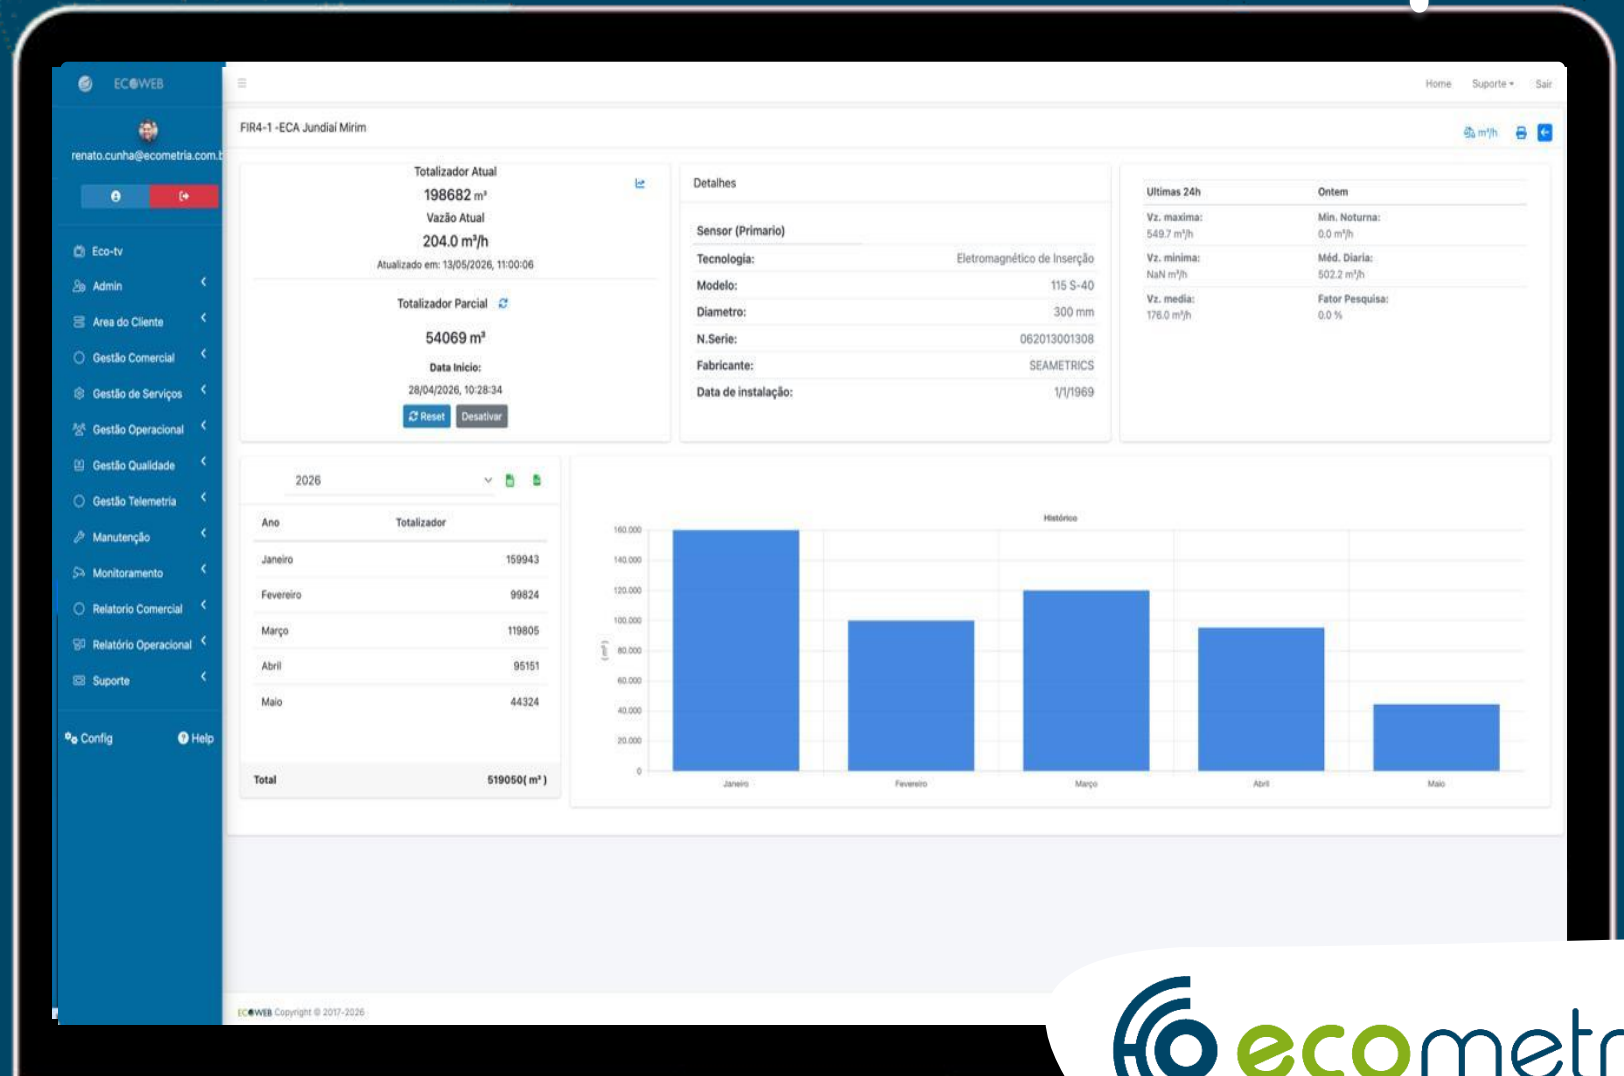 ECOWEB
Home Suporte Sair
renato.cunha@ecometria.com.b
FIR4-1 -ECA Jundiaí Mirim
m³/h
Eco-tv
Admin
Area do Cliente
Gestão Comercial
Gestão de Serviços
Gestão Operacional
Gestão Qualidade
Gestão Telemetria
Manutenção
Monitoramento
Relatorio Comercial
Relatório Operacional
Suporte
Config Help
Totalizador Atual
198682 m³
Vazão Atual
204.0 m³/h
Atualizado em: 13/05/2026, 11:00:06
Totalizador Parcial
54069 m³
Data Inicio:
28/04/2026, 10:28:34
Reset Desativar
Detalhes
Sensor (Primario)
Tecnologia: Eletromagnético de Inserção
Modelo: 115 S-40
Diametro: 300 mm
N.Serie: 062013001308
Fabricante: SEAMETRICS
Data de instalação: 1/1/1969
Ultimas 24h Ontem
Vz. maxima: Min. Noturna:
549.7 m³/h 0.0 m³/h
Vz. minima: Méd. Diaria:
NaN m³/h 502.2 m³/h
Vz. media: Fator Pesquisa:
176.0 m³/h 0.0 %
2026
Ano Totalizador
Janeiro 159943
Fevereiro 99824
Março 119805
Abril 95151
Maio 44324
Total 519050( m³ )
Histórico
160.000
140.000
120.000
100.000
80.000
60.000
40.000
20.000
0
( m³ )
Janeiro Fevereiro Março Abril Maio
ECOWEB Copyright © 2017-2026
ecometr